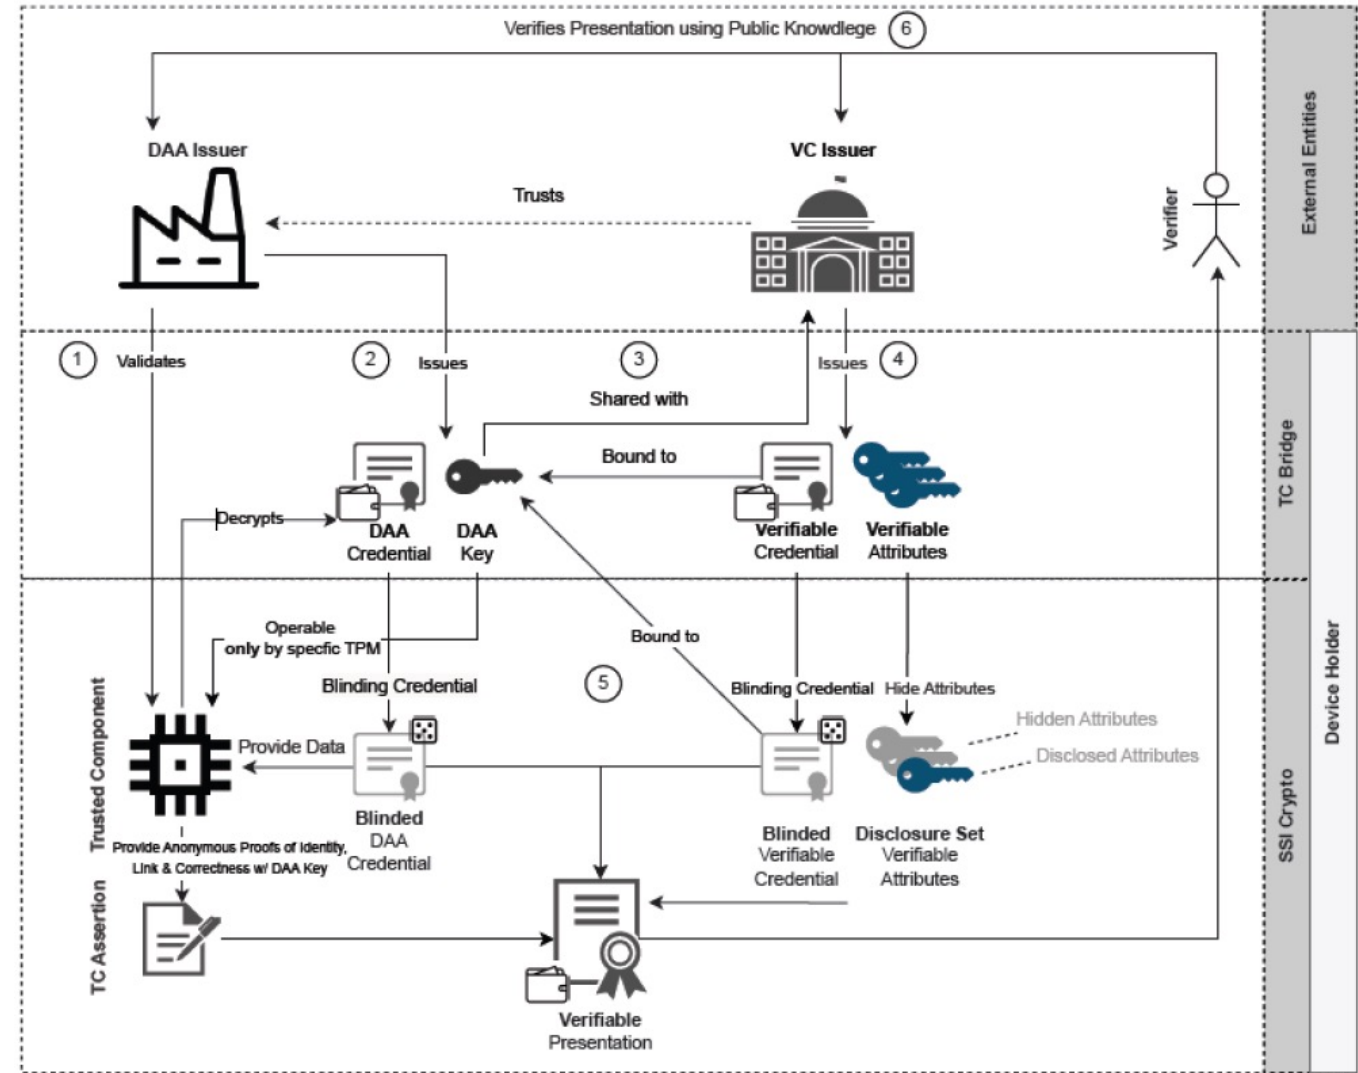 Verifies Presentation using Public Knowdlege
6
DAA Issuer
VC Issuer
Trusts
Verifier
External Entities
1
Validates
2
Issues
3
Issues
4
Shared with
Bound to
DAA
Credential
DAA
Key
Verifiable
Credential
Verifiable
Attributes
Decrypts
TC Bridge
Operable
only by specfic TPM
Bound to
Blinding Credential
5
Blinding Credential
Hide Attributes
Hidden Attributes
Disclosed Attributes
Trusted Component
Provide Data
Blinded
DAA
Credential
Blinded
Verifiable
Credential
Disclosure Set
Verifiable
Attributes
Provide Anonymous Proofs of Identity,
Link & Correctness w/ DAA Key
TC Assertion
Verifiable
Presentation
SSI Crypto
Device Holder